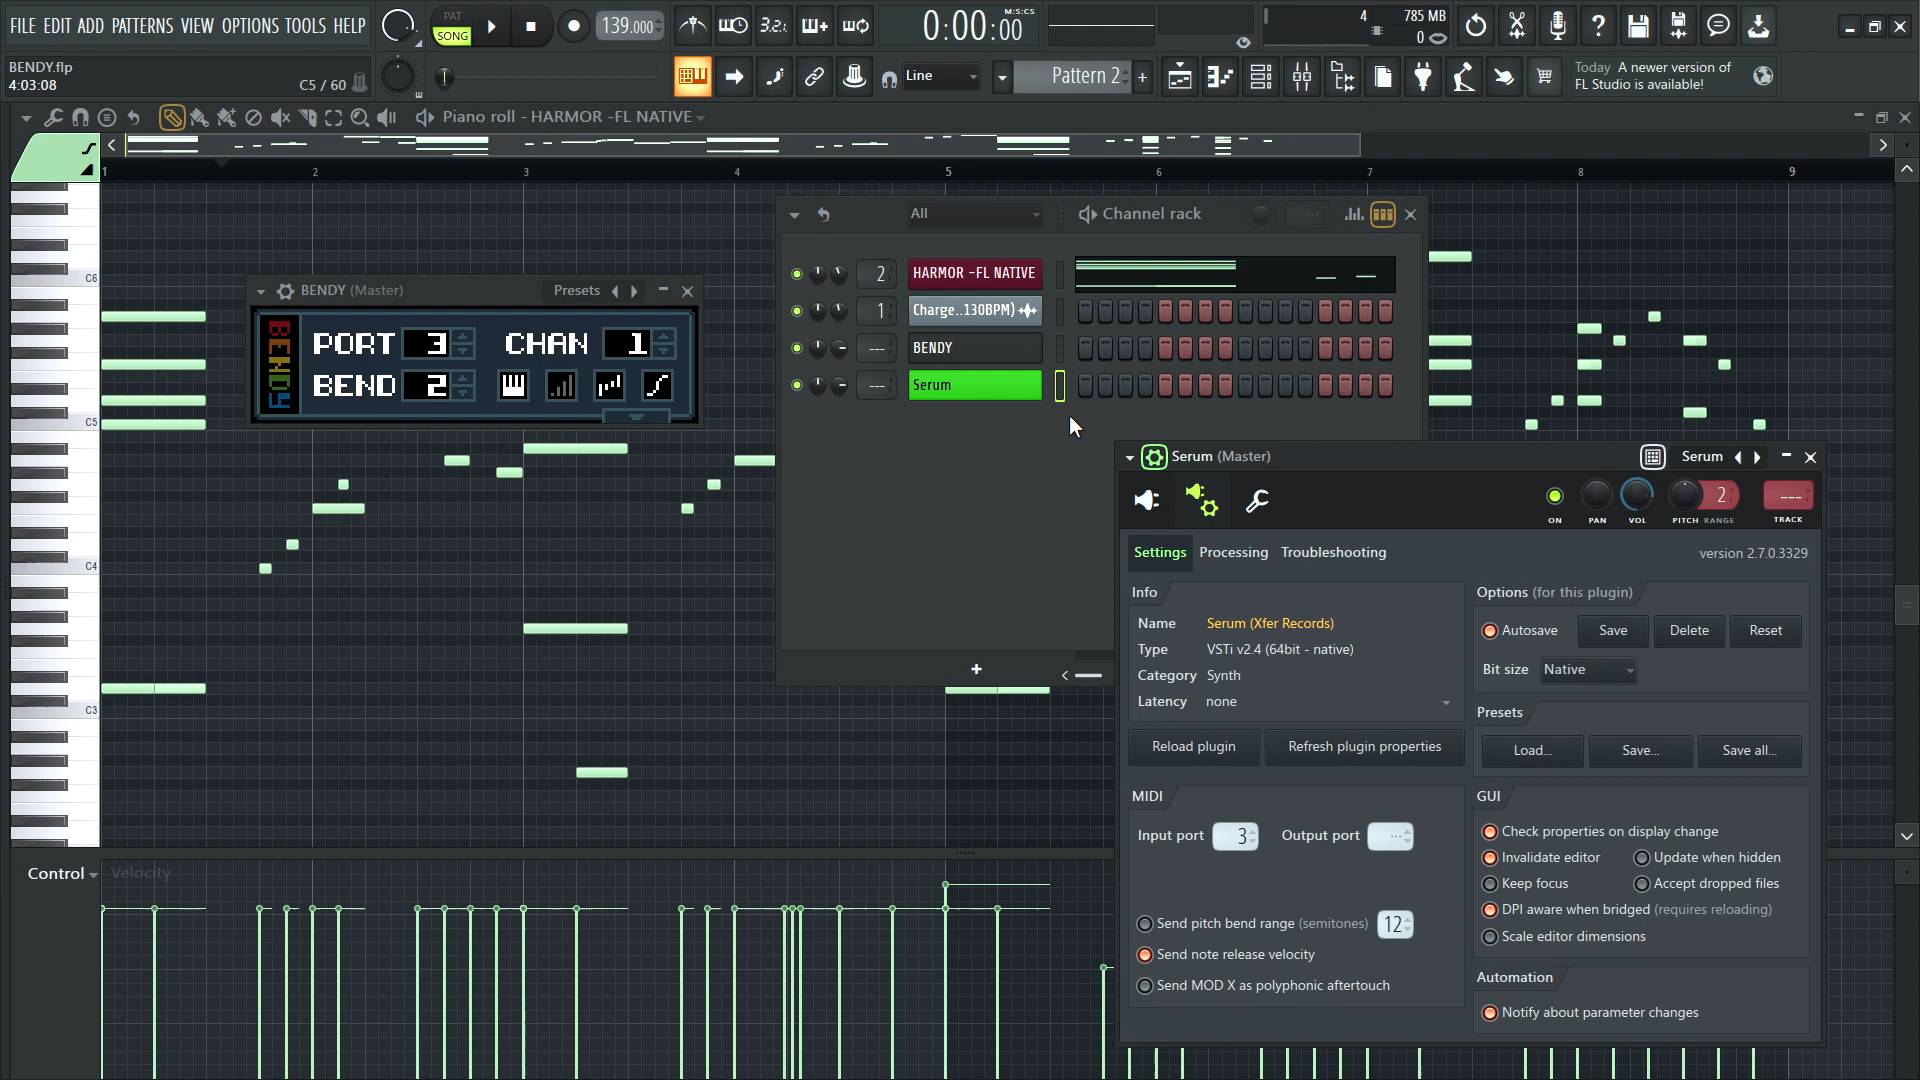 FILE EDIT ADD PATTERNS VIEW OPTIONS TOOLS HELP
PAT
SONG
139.000
3.2.
0:00:00
M:S:CS
4
785 MB
0
BENDY.flp
4:03:08
C5 / 60
Line
Pattern 2
+
Today A newer version of
FL Studio is available!
Piano roll - HARMOR -FL NATIVE
1 2 3 4 5 6 7 8 9
All
Channel rack
2 HARMOR -FL NATIVE
1 Charge..130BPM)
--- BENDY
--- Serum
C6
C5
C4
C3
BENDY (Master)
Presets
BENDY
PORT 3 CHAN 1
BEND 2
Serum (Master)
Serum
ON
PAN
VOL
2
PITCH RANGE
---
TRACK
Settings Processing Troubleshooting
version 2.7.0.3329
Info
Name Serum (Xfer Records)
Type VSTi v2.4 (64bit - native)
Category Synth
Latency none
Reload plugin
Refresh plugin properties
Options (for this plugin)
Autosave
Save
Delete
Reset
Bit size Native
Presets
Load...
Save...
Save all...
MIDI
Input port 3
Output port ---
Send pitch bend range (semitones) 12
Send note release velocity
Send MOD X as polyphonic aftertouch
GUI
Check properties on display change
Invalidate editor
Update when hidden
Keep focus
Accept dropped files
DPI aware when bridged (requires reloading)
Scale editor dimensions
Automation
Notify about parameter changes
Control
Velocity